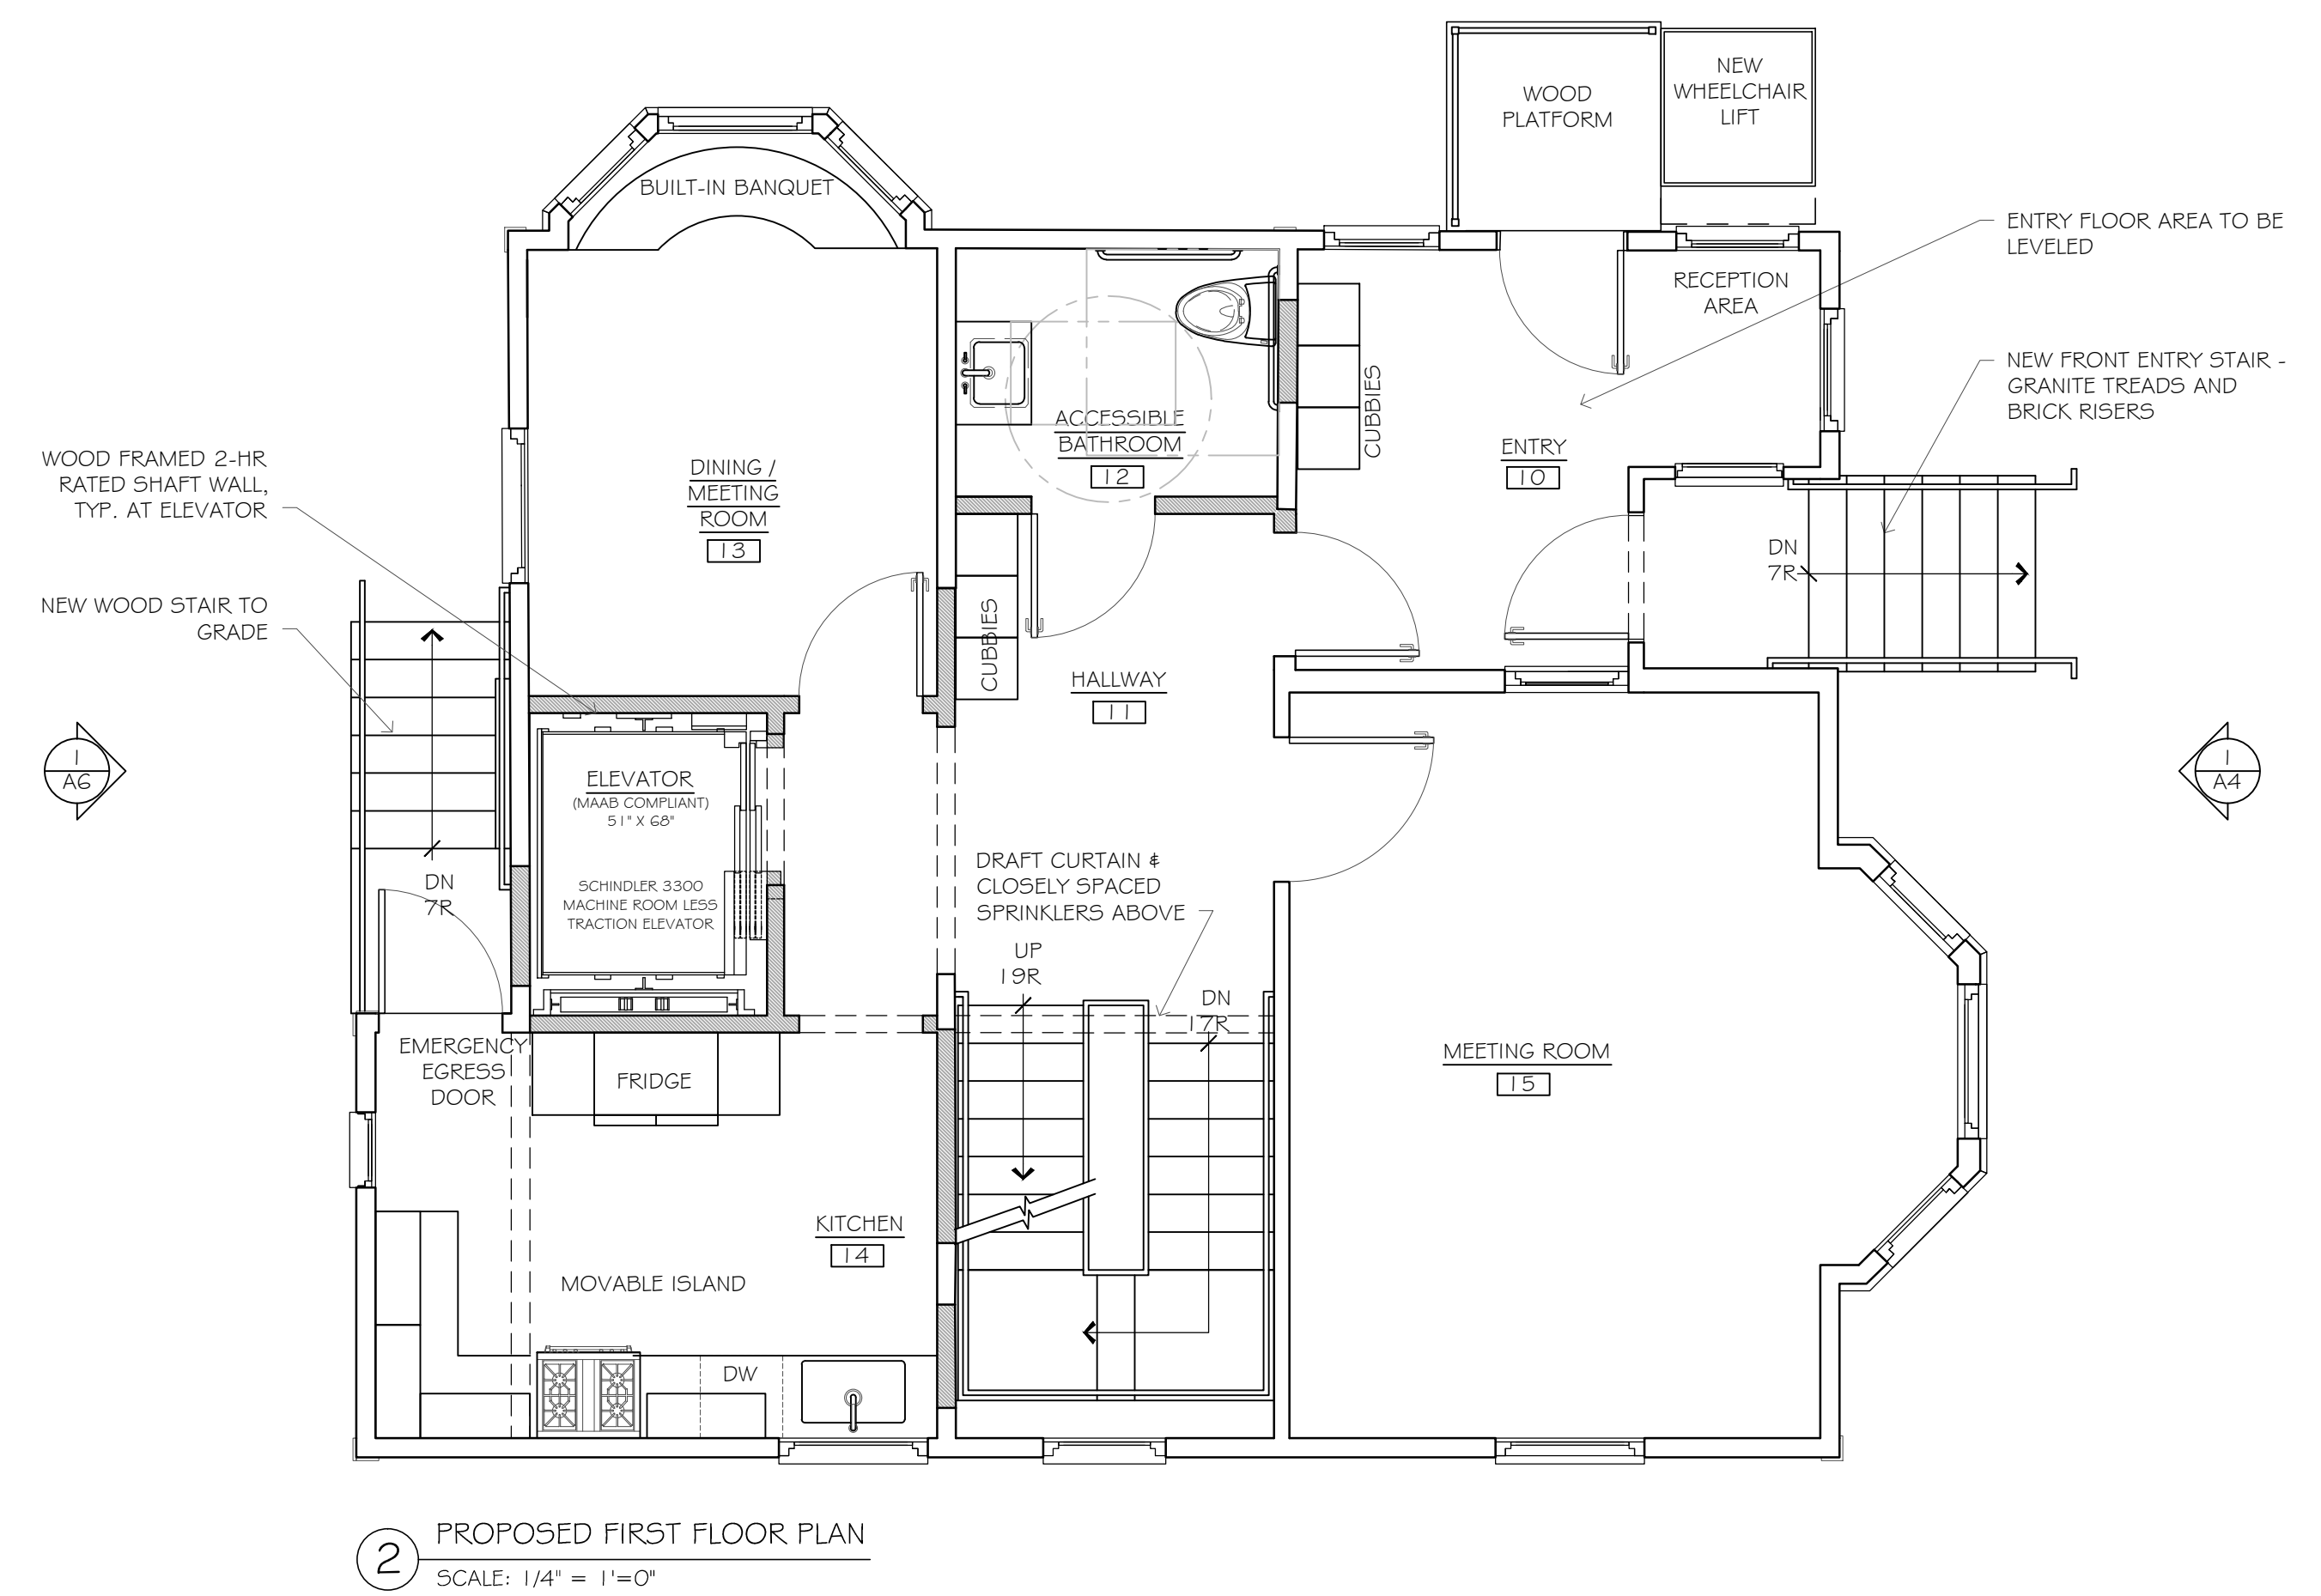 NEW
WHEELCHAIR
LIFT
WOOD
PLATFORM
BUILT-IN BANQUET
ENTRY FLOOR AREA TO BE
LEVELED
RECEPTION
AREA
NEW FRONT ENTRY STAIR -
GRANITE TREADS AND
BRICK RISERS
CUBBIES
ACCESSIBLE
BATHROOM
12
ENTRY
10
WOOD FRAMED 2-HR
RATED SHAFT WALL,
TYP. AT ELEVATOR
DINING /
MEETING
ROOM
13
DN
7R
NEW WOOD STAIR TO
GRADE
CUBBIES
HALLWAY
11
1
A6
ELEVATOR
(MAAB COMPLIANT)
51" X 68"
1
A4
SCHINDLER 3300
MACHINE ROOM LESS
TRACTION ELEVATOR
DN
7R
DRAFT CURTAIN &
CLOSELY SPACED
SPRINKLERS ABOVE
UP
19R
DN
17R
EMERGENCY
EGRESS
DOOR
FRIDGE
MEETING ROOM
15
KITCHEN
14
MOVABLE ISLAND
DW
2
PROPOSED FIRST FLOOR PLAN
SCALE: 1/4" = 1'=0"